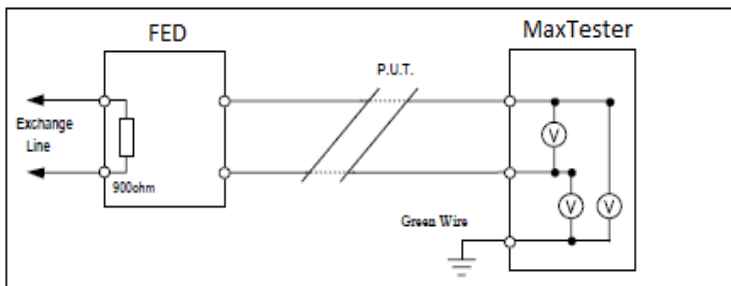 FED
MaxTester
P.U.T.
Exchange
Line
900ohm
V
V
V
Green Wire